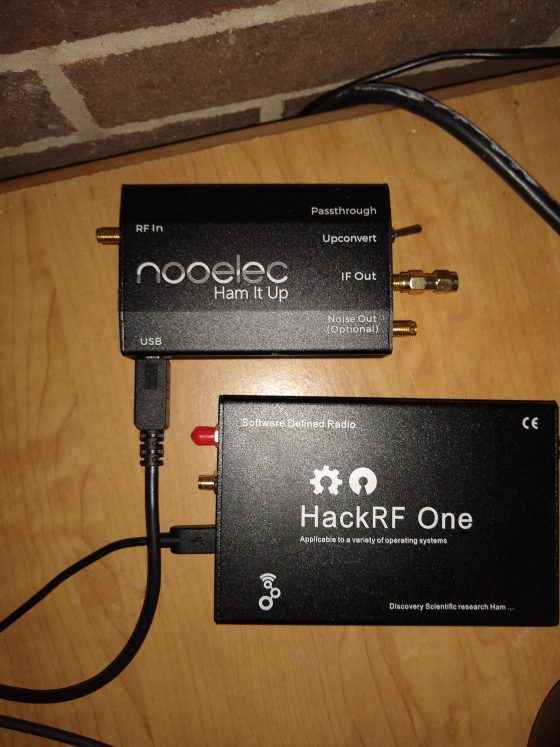 Passthrough
RF In
Upconvert
nooelec
IF Out
Ham It Up
Noise Out
(Optional)
USB
Software Defined Radio
CE
HackRF One
Applicable to a variety of operating systems
Discovery Scientific research Ham ...